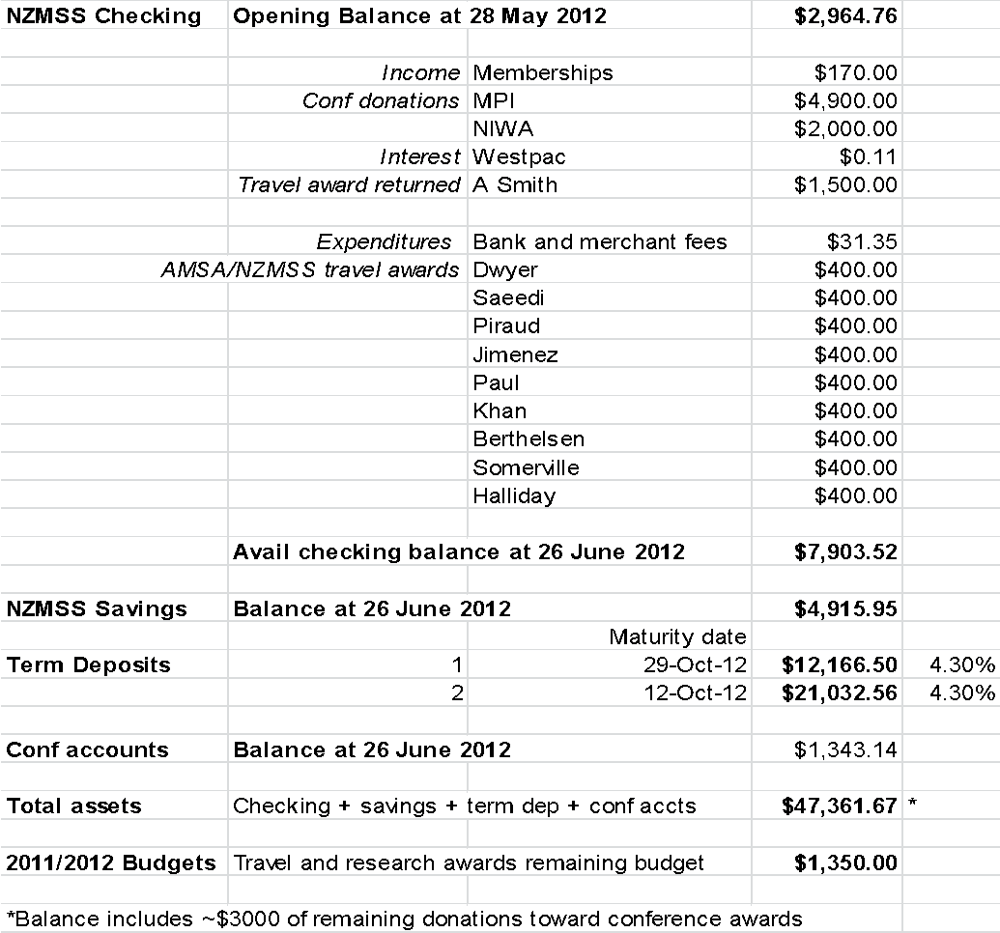 NZMSS Checking Opening Balance at 28 May 2012 $2,964.76
Income Memberships $170.00
Conf donations MPI $4,900.00
NIWA $2,000.00
Interest Westpac $0.11
Travel award returned A Smith $1,500.00
Expenditures Bank and merchant fees $31.35
AMSA/NZMSS travel awards Dwyer $400.00
Saeedi $400.00
Piraud $400.00
Jimenez $400.00
Paul $400.00
Khan $400.00
Berthelsen $400.00
Somerville $400.00
Halliday $400.00
Avail checking balance at 26 June 2012 $7,903.52
NZMSS Savings Balance at 26 June 2012 $4,915.95
Maturity date
Term Deposits 1 29-Oct-12 $12,166.50 4.30%
2 12-Oct-12 $21,032.56 4.30%
Conf accounts Balance at 26 June 2012 $1,343.14
Total assets Checking + savings + term dep + conf accts $47,361.67 *
2011/2012 Budgets Travel and research awards remaining budget $1,350.00
*Balance includes ~$3000 of remaining donations toward conference awards